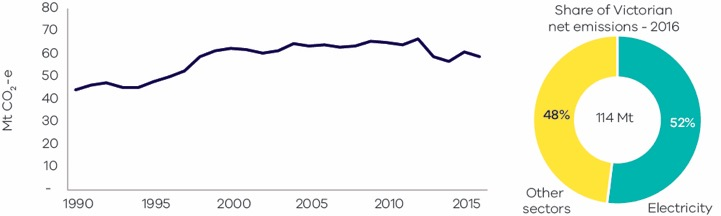 80
70
60
50
40
30
20
10
-
Mt CO2-e
1990
1995
2000
2005
2010
2015
Share of Victorian
net emissions - 2016
48%
114 Mt
52%
Other
sectors
Electricity